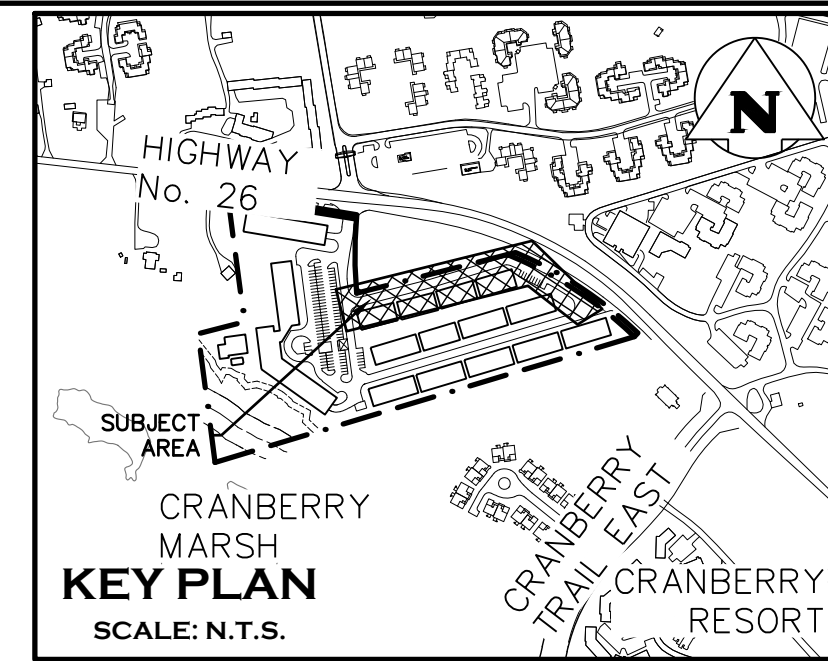 HIGHWAY
No. 26
N
SUBJECT
AREA
CRANBERRY
MARSH
KEY PLAN
SCALE: N.T.S.
CRANBERRY
TRAIL EAST
CRANBERRY
RESORT